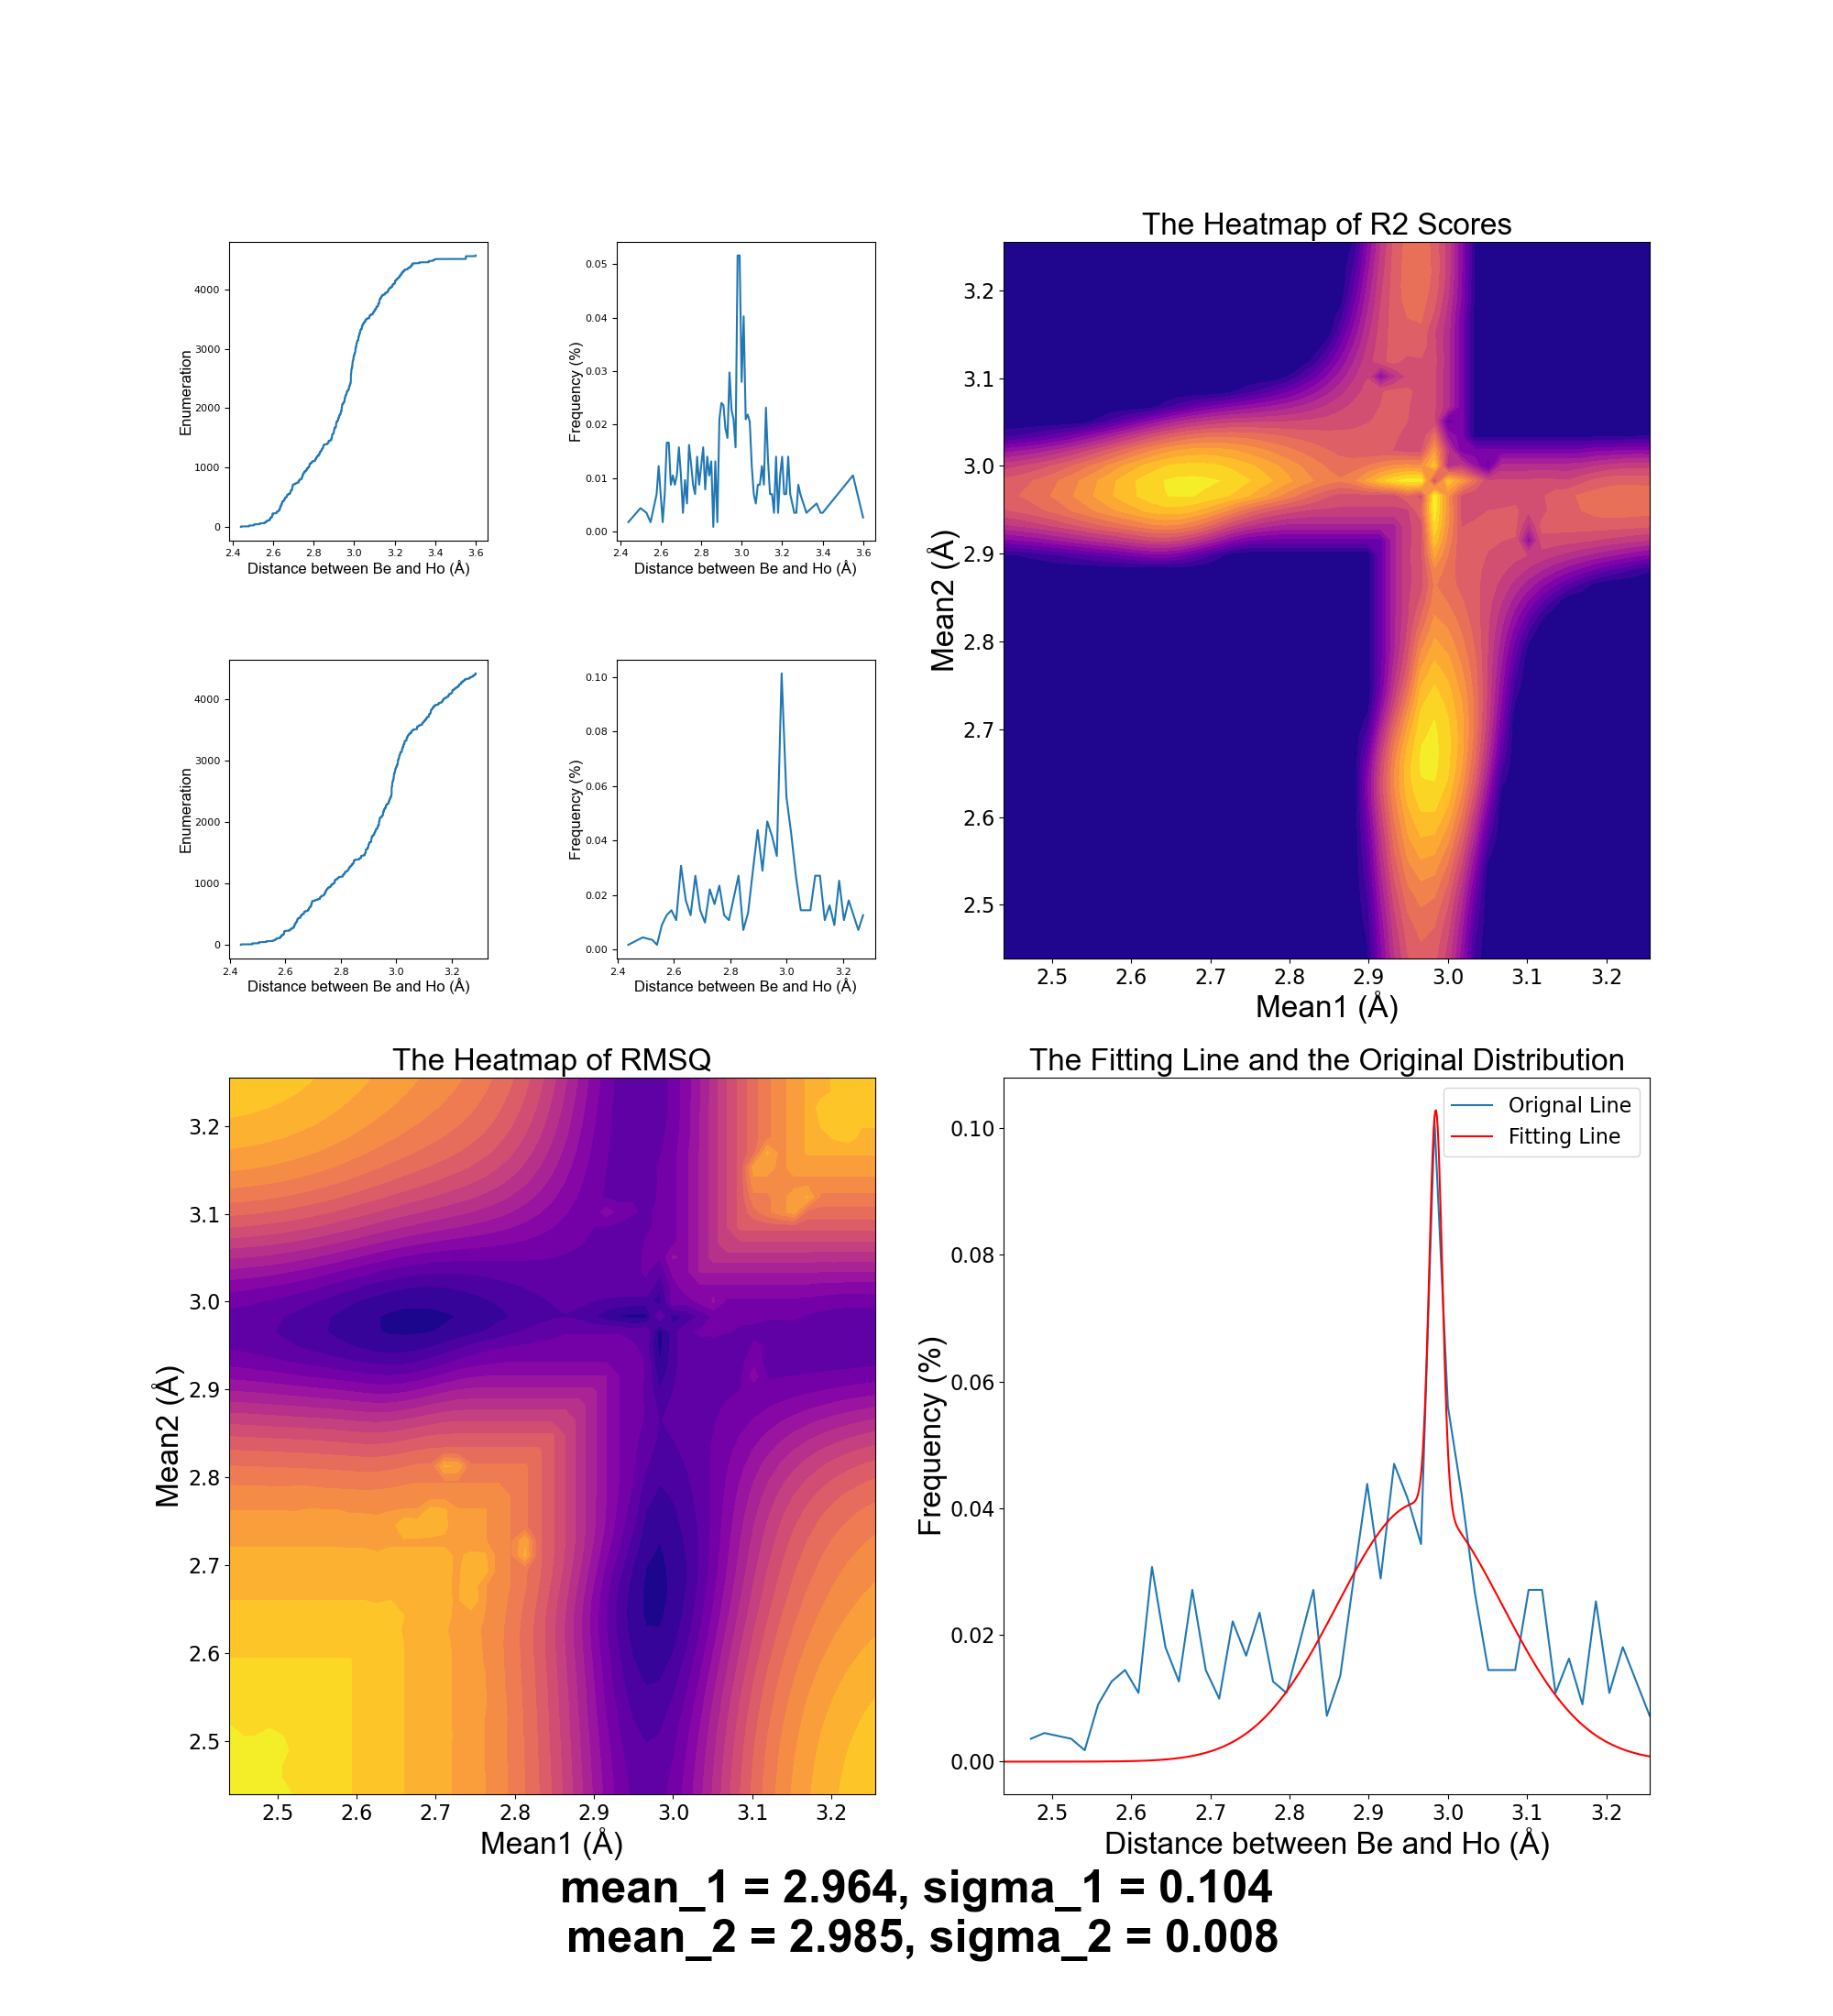 The Heatmap of R2 Scores
Enumeration
4000
3000
2000
1000
0
2.4 2.6 2.8 3.0 3.2 3.4 3.6
Distance between Be and Ho (Å)
Frequency (%)
0.05
0.04
0.03
0.02
0.01
0.00
2.4 2.6 2.8 3.0 3.2 3.4 3.6
Distance between Be and Ho (Å)
Enumeration
4000
3000
2000
1000
0
2.4 2.6 2.8 3.0 3.2
Distance between Be and Ho (Å)
Frequency (%)
0.10
0.08
0.06
0.04
0.02
0.00
2.4 2.6 2.8 3.0 3.2
Distance between Be and Ho (Å)
Mean2 (Å)
3.2
3.1
3.0
2.9
2.8
2.7
2.6
2.5
2.5 2.6 2.7 2.8 2.9 3.0 3.1 3.2
Mean1 (Å)
The Heatmap of RMSQ
Mean2 (Å)
3.2
3.1
3.0
2.9
2.8
2.7
2.6
2.5
2.5 2.6 2.7 2.8 2.9 3.0 3.1 3.2
Mean1 (Å)
The Fitting Line and the Original Distribution
Orignal Line
Fitting Line
Frequency (%)
0.10
0.08
0.06
0.04
0.02
0.00
2.5 2.6 2.7 2.8 2.9 3.0 3.1 3.2
Distance between Be and Ho (Å)
mean_1 = 2.964, sigma_1 = 0.104
mean_2 = 2.985, sigma_2 = 0.008